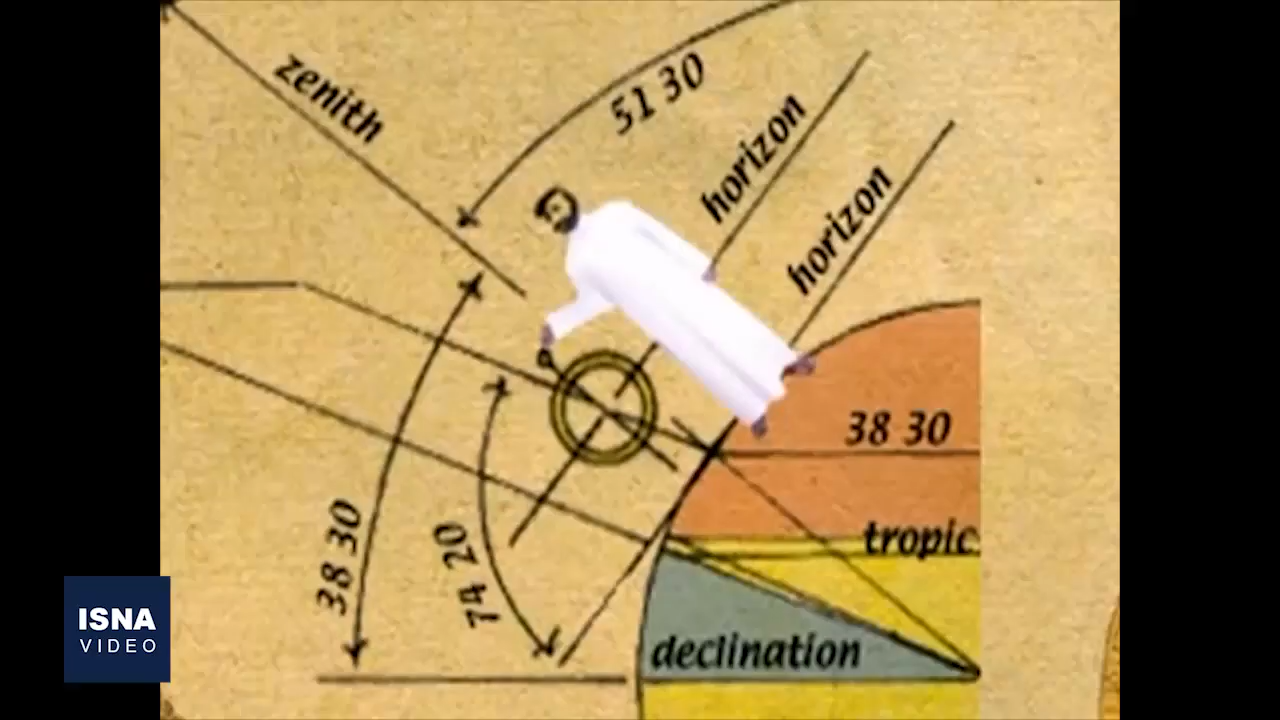 zenith
51 30
horizon
horizon
38 30
tropic
38 30
74 20
declination
ISNA
VIDEO